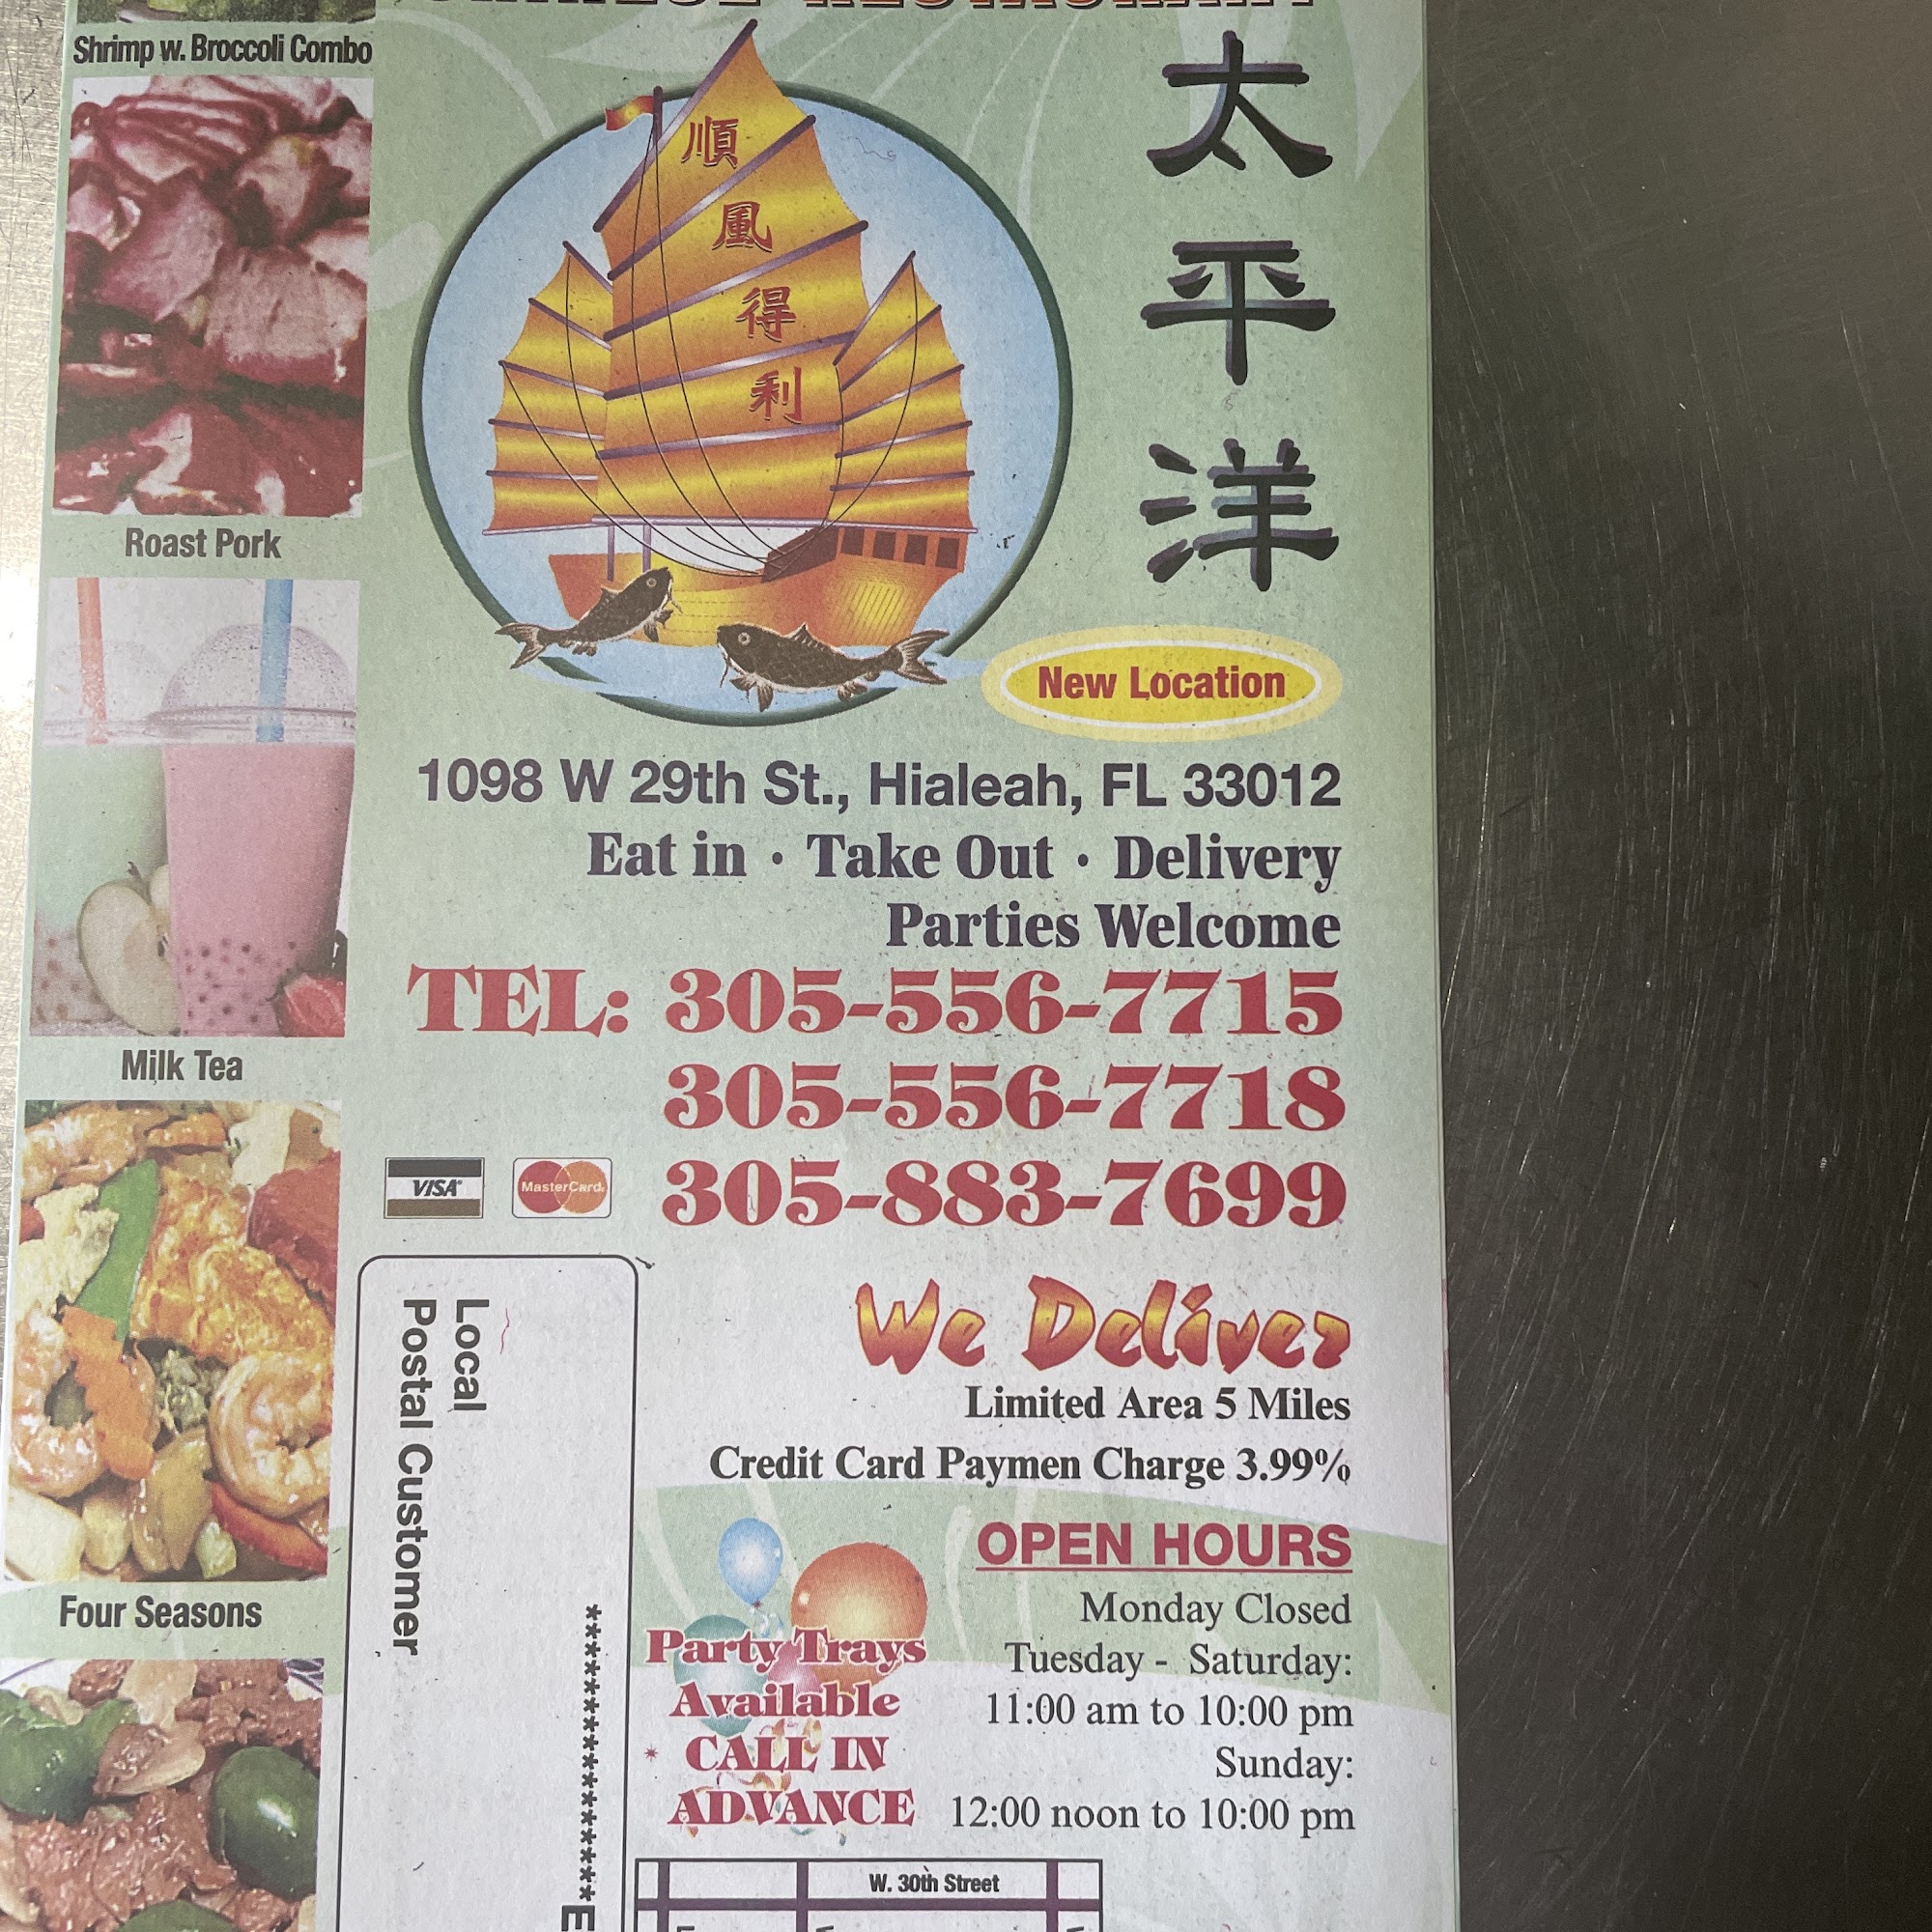 CHINESE RESTAURANT
Shrimp w. Broccoli Combo
Roast Pork
Milk Tea
Four Seasons
順風得利
太平洋
New Location
1098 W 29th St., Hialeah, FL 33012
Eat in · Take Out · Delivery
Parties Welcome
TEL: 305-556-7715
305-556-7718
305-883-7699
VISA
MasterCard
Local
Postal Customer
We Deliver
Limited Area 5 Miles
Credit Card Paymen Charge 3.99%
OPEN HOURS
Monday Closed
Tuesday - Saturday:
11:00 am to 10:00 pm
Sunday:
12:00 noon to 10:00 pm
Party Trays
Available
CALL IN
ADVANCE
W. 30th Street